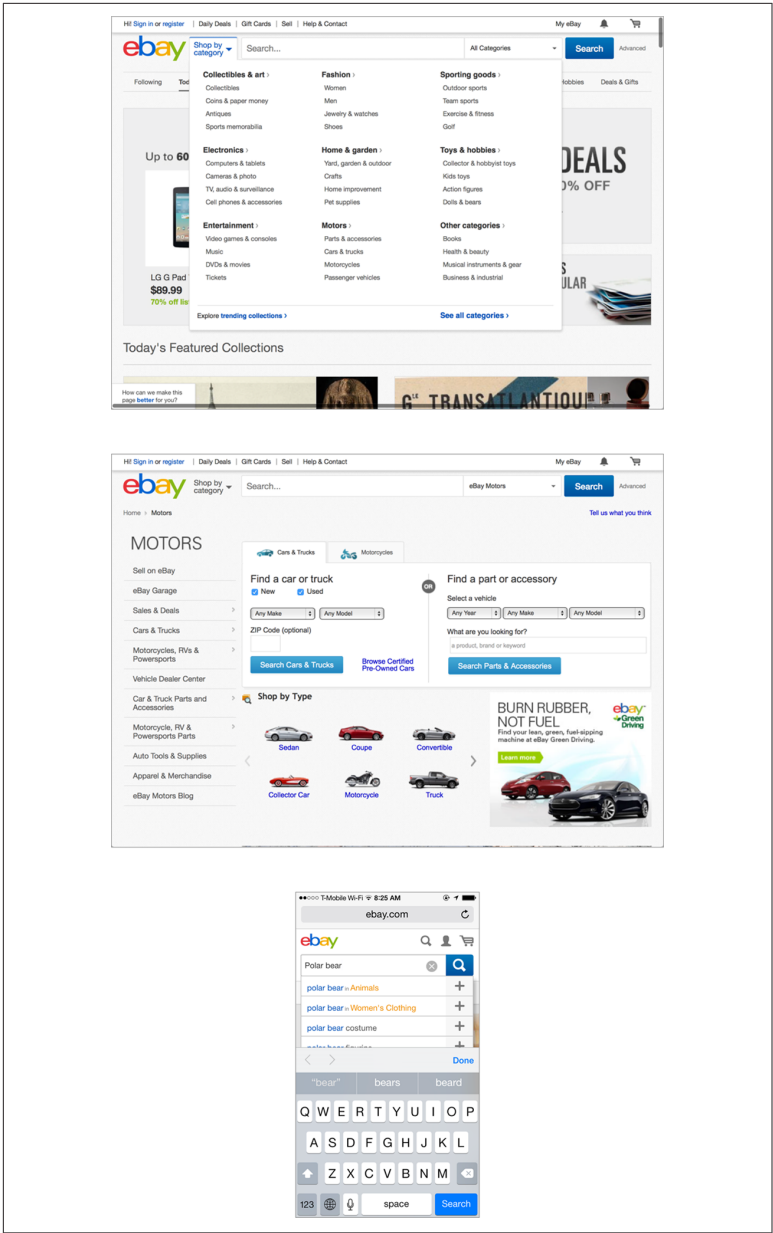 Hi! Sign in or register | Daily Deals | Gift Cards | Sell | Help & Contact My eBay
ebay Shop by category Search... All Categories Search Advanced
Following Tod Hobbies Deals & Gifts
Collectibles & art > Fashion > Sporting goods >
Collectibles Women Outdoor sports
Coins & paper money Men Team sports
Antiques Jewelry & watches Exercise & fitness
Sports memorabilia Shoes Golf
Electronics > Home & garden > Toys & hobbies >
Up to 60 Computers & tablets Yard, garden & outdoor Collector & hobbyist toys DEALS
Cameras & photo Crafts Kids toys
TV, audio & surveillance Home improvement Action figures 0% OFF
Cell phones & accessories Pet supplies Dolls & bears
Entertainment > Motors > Other categories >
Video games & consoles Parts & accessories Books
Music Cars & trucks Health & beauty
DVDs & movies Motorcycles Musical instruments & gear S
LG G Pad Tickets Passenger vehicles Business & industrial ULAR
$89.99
70% off lis
Explore trending collections > See all categories >
Today's Featured Collections
How can we make this
page better for you?
G LE TRANSATLANTIQU
Hi! Sign in or register | Daily Deals | Gift Cards | Sell | Help & Contact My eBay
ebay Shop by category Search... eBay Motors Search Advanced
Home > Motors Tell us what you think
MOTORS
Sell on eBay
eBay Garage
Sales & Deals >
Cars & Trucks >
Motorcycles, RVs & >
Powersports
Vehicle Dealer Center
Car & Truck Parts and >
Accessories
Motorcycle, RV & >
Powersports Parts
Auto Tools & Supplies
Apparel & Merchandise
eBay Motors Blog
Cars & Trucks Motorcycles
Find a car or truck
New Used
Any Make Any Model
ZIP Code (optional)
Search Cars & Trucks Browse Certified
Pre-Owned Cars
OR
Find a part or accessory
Select a vehicle
Any Year Any Make Any Model
What are you looking for?
a product, brand or keyword
Search Parts & Accessories
Shop by Type
Sedan Coupe Convertible
Collector Car Motorcycle Truck
BURN RUBBER,
NOT FUEL
Find your lean, green, fuel-sipping
machine at eBay Green Driving.
Learn more
ebay
Green
Driving
T-Mobile Wi-Fi 8:25 AM
ebay.com
ebay
Polar bear
polar bear in Animals +
polar bear in Women's Clothing +
polar bear costume +
polar bear figurine +
< > Done
"bear" bears beard
Q W E R T Y U I O P
A S D F G H J K L
Z X C V B N M
123 space Search